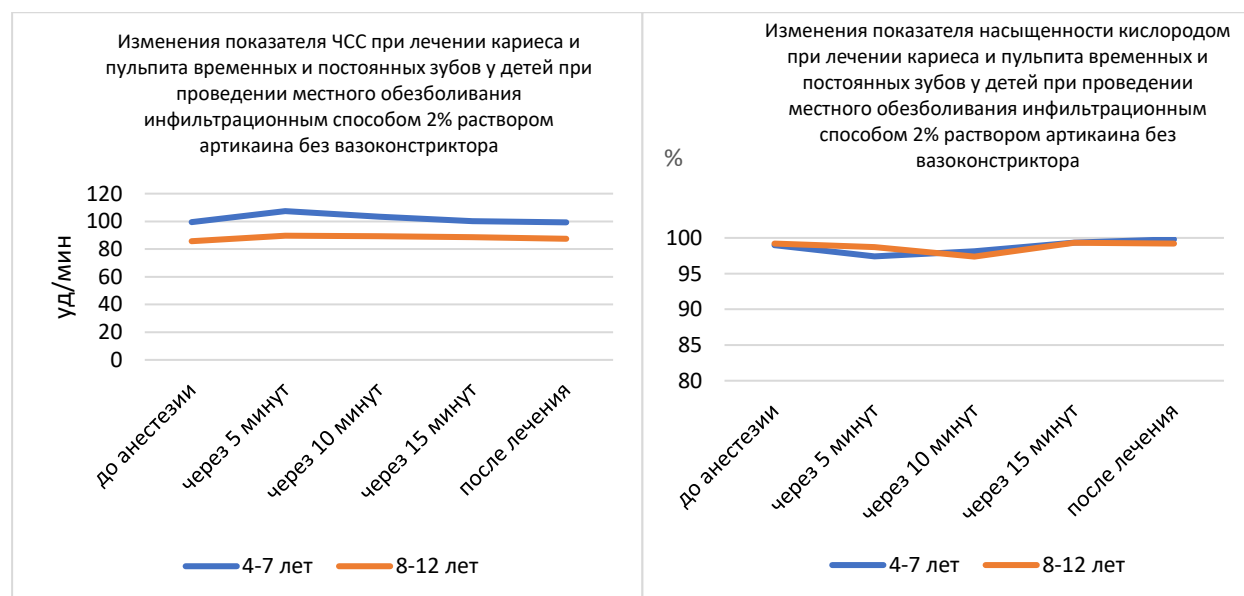 Изменения показателя ЧСС при лечении кариеса и
пульпита временных и постоянных зубов у детей при
проведении местного обезболивания
инфильтрационным способом 2% раствором
артикаина без вазоконстриктора
уд/мин
120
100
80
60
40
20
0
до анестезии
через 5 минут
через 10 минут
через 15 минут
после лечения
4-7 лет
8-12 лет
Изменения показателя насыщенности кислородом
при лечении кариеса и пульпита временных и
постоянных зубов у детей при проведении
местного обезболивания инфильтрационным
способом 2% раствором артикаина без
вазоконстриктора
%
100
95
90
85
80
до анестезии
через 5 минут
через 10 минут
через 15 минут
после лечения
4-7 лет
8-12 лет